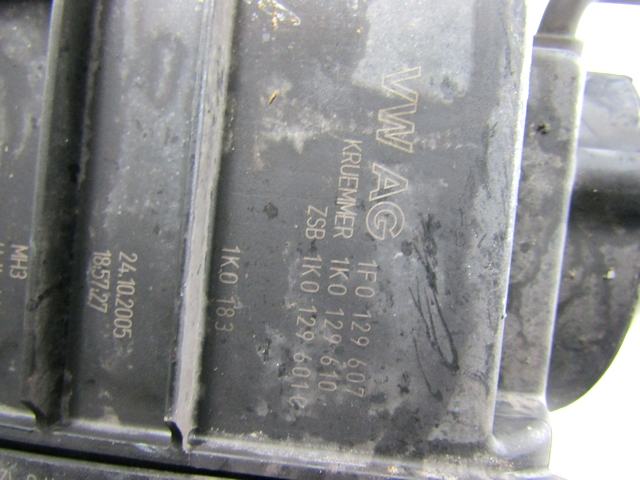 VW AG 1F0 129 607
KRUEMMER 1K0 129 610
ZSB 1K0 129 601C
1K0 183
24.10.2005
18:57:27
MH3